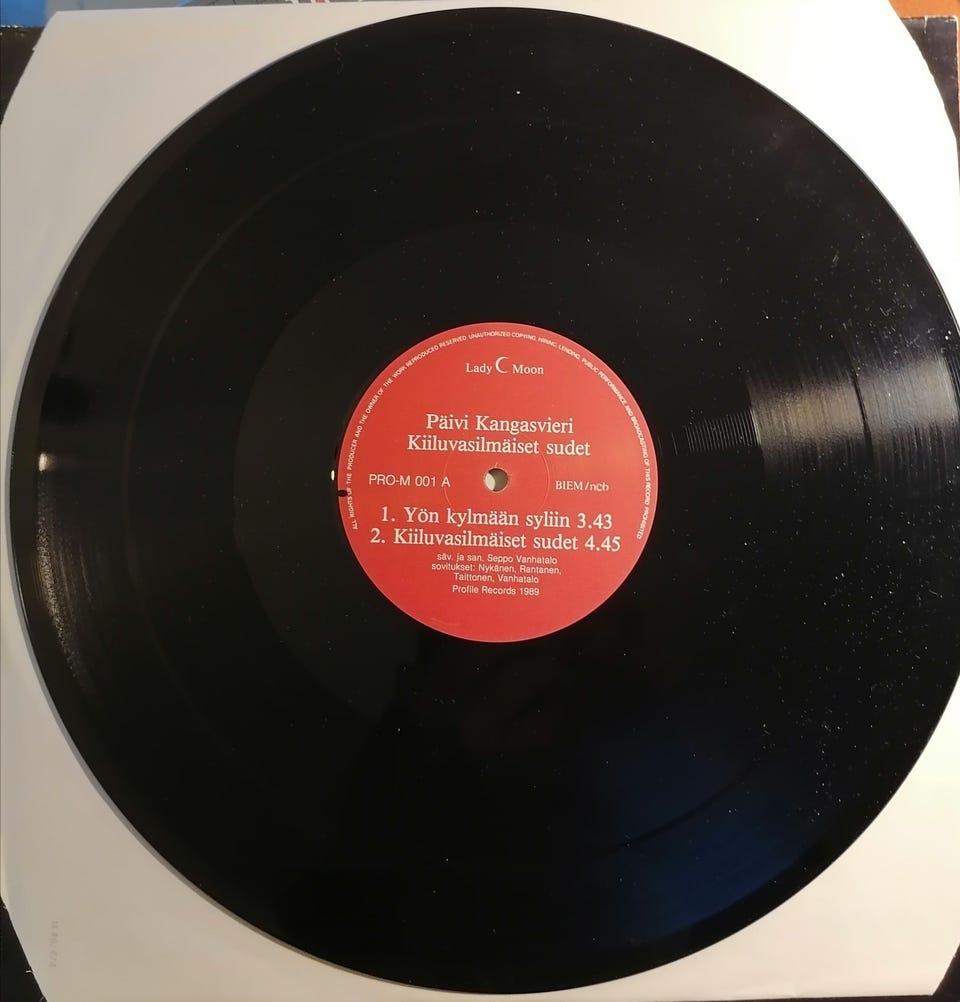 ALL RIGHTS OF THE PRODUCER AND THE OWNER OF THE WORK REPRODUCED RESERVED UNAUTHORIZED COPYING, HIRING, LENDING, PUBLIC PERFORMANCE AND BROADCASTING OF THIS RECORD PROHIBITED
Lady Moon
Päivi Kangasvieri
Kiiluvasilmäiset sudet
PRO-M 001 A BIEM/ncb
1. Yön kylmään syliin 3.43
2. Kiiluvasilmäiset sudet 4.45
säv. ja san. Seppo Vanhatalo
sovitukset: Nykänen, Rantanen,
Taittonen, Vanhatalo
Profile Records 1989